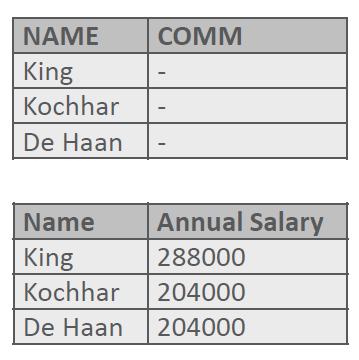 NAME COMM
King -
Kochhar -
De Haan -
Name Annual Salary
King 288000
Kochhar 204000
De Haan 204000